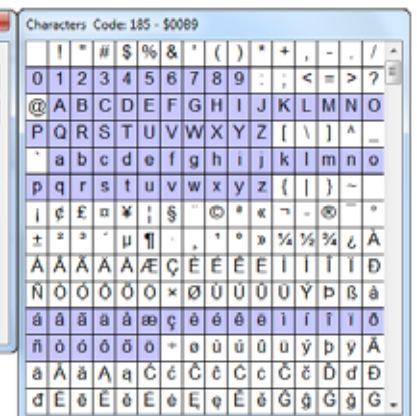 Characters Code: 185 - $00B9
! " # $ % & ' ( ) * + , - . /
0 1 2 3 4 5 6 7 8 9 : ; < = > ?
@ A B C D E F G H I J K L M N O
P Q R S T U V W X Y Z [ \ ] ^ _
` a b c d e f g h i j k l m n o
p q r s t u v w x y z { | } ~
¡ ¢ £ ¤ ¥ ¦ § ¨ © ª « ¬ - ® ¯ °
± ² ³ ´ µ ¶ · ¸ ¹ º » ¼ ½ ¾ ¿ À
Á Â Ã Ä Å Æ Ç È É Ê Ë Ì Í Î Ï Ð
Ñ Ò Ó Ô Õ Ö × Ø Ù Ú Û Ü Ý Þ ß à
á â ã ä å æ ç è é ê ë ì í î ï ð
ñ ò ó ô õ ö ÷ ø ù ú û ü ý þ ÿ Ā
ā Ă ă Ą ą Ć ć Ĉ ĉ Ċ ċ Č č Ď ď Đ
đ Ē ē Ĕ ĕ Ė ė Ę ę Ě ě Ĝ ĝ Ğ ğ Ġ